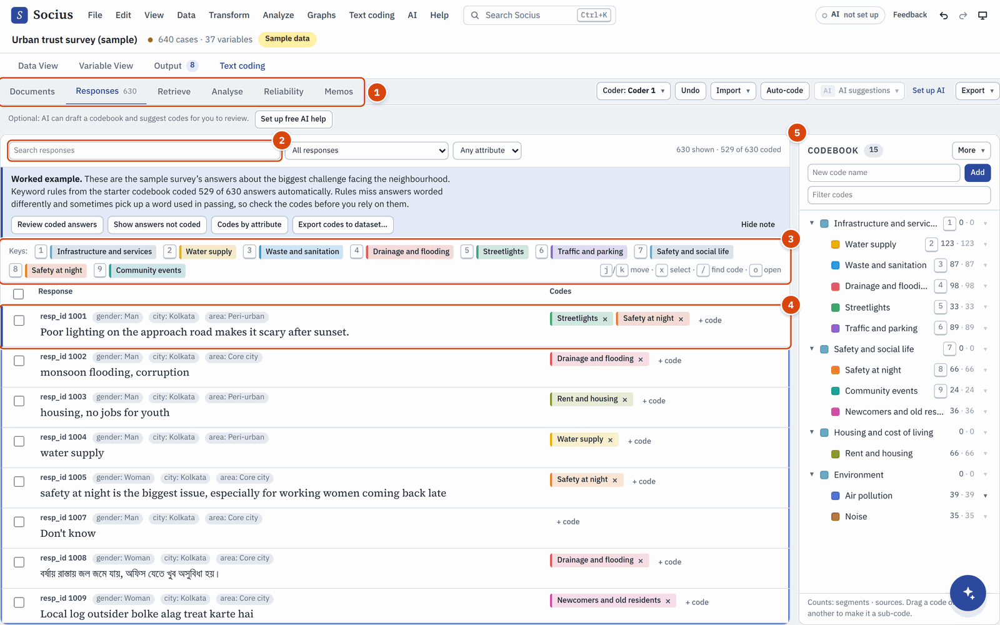 S Socius File Edit View Data Transform Analyze Graphs Text coding AI Help Search Socius Ctrl+K AI not set up Feedback
Urban trust survey (sample) 640 cases · 37 variables Sample data
Data View Variable View Output 8 Text coding
Documents Responses 630 Retrieve Analyse Reliability Memos 1 Coder: Coder 1 Undo Import Auto-code AI AI suggestions Set up AI Export
Optional: AI can draft a codebook and suggest codes for you to review. Set up free AI help
Search responses 2 All responses Any attribute 630 shown · 529 of 630 coded
Worked example. These are the sample survey's answers about the biggest challenge facing the neighbourhood.
Keyword rules from the starter codebook coded 529 of 630 answers automatically. Rules miss answers worded
differently and sometimes pick up a word used in passing, so check the codes before you rely on them.
Review coded answers Show answers not coded Codes by attribute Export codes to dataset... Hide note
3
Keys: 1 Infrastructure and services 2 Water supply 3 Waste and sanitation 4 Drainage and flooding 5 Streetlights 6 Traffic and parking 7 Safety and social life
8 Safety at night 9 Community events j/k move · x select · / find code · o open
Response Codes
4
resp_id 1001 gender: Man city: Kolkata area: Peri-urban Streetlights × Safety at night × + code
Poor lighting on the approach road makes it scary after sunset.
resp_id 1002 gender: Man city: Kolkata area: Core city Drainage and flooding × + code
monsoon flooding, corruption
resp_id 1003 gender: Man city: Kolkata area: Peri-urban Rent and housing × + code
housing, no jobs for youth
resp_id 1004 gender: Man city: Kolkata area: Peri-urban Water supply × + code
water supply
resp_id 1005 gender: Woman city: Kolkata area: Core city Safety at night × + code
safety at night is the biggest issue, especially for working women coming back late
resp_id 1007 gender: Man city: Kolkata area: Core city + code
Don't know
resp_id 1008 gender: Woman city: Kolkata area: Core city Drainage and flooding × + code
বর্ষায় রাস্তায় জল জমে যায়, অফিস যেতে খুব অসুবিধা হয়।
resp_id 1009 gender: Woman city: Kolkata area: Core city Newcomers and old residents × + code
Local log outsider bolke alag treat karte hai
5
CODEBOOK 15 More
New code name Add
Filter codes
Infrastructure and servic... 1 0 · 0
Water supply 2 123 · 123
Waste and sanitation 3 87 · 87
Drainage and floodi... 4 98 · 98
Streetlights 5 33 · 33
Traffic and parking 6 89 · 89
Safety and social life 7 0 · 0
Safety at night 8 66 · 66
Community events 9 24 · 24
Newcomers and old res... 36 · 36
Housing and cost of living 0 · 0
Rent and housing 66 · 66
Environment 0 · 0
Air pollution 39 · 39
Noise 35 · 35
Counts: segments · sources. Drag a code
another to make it a sub-code.